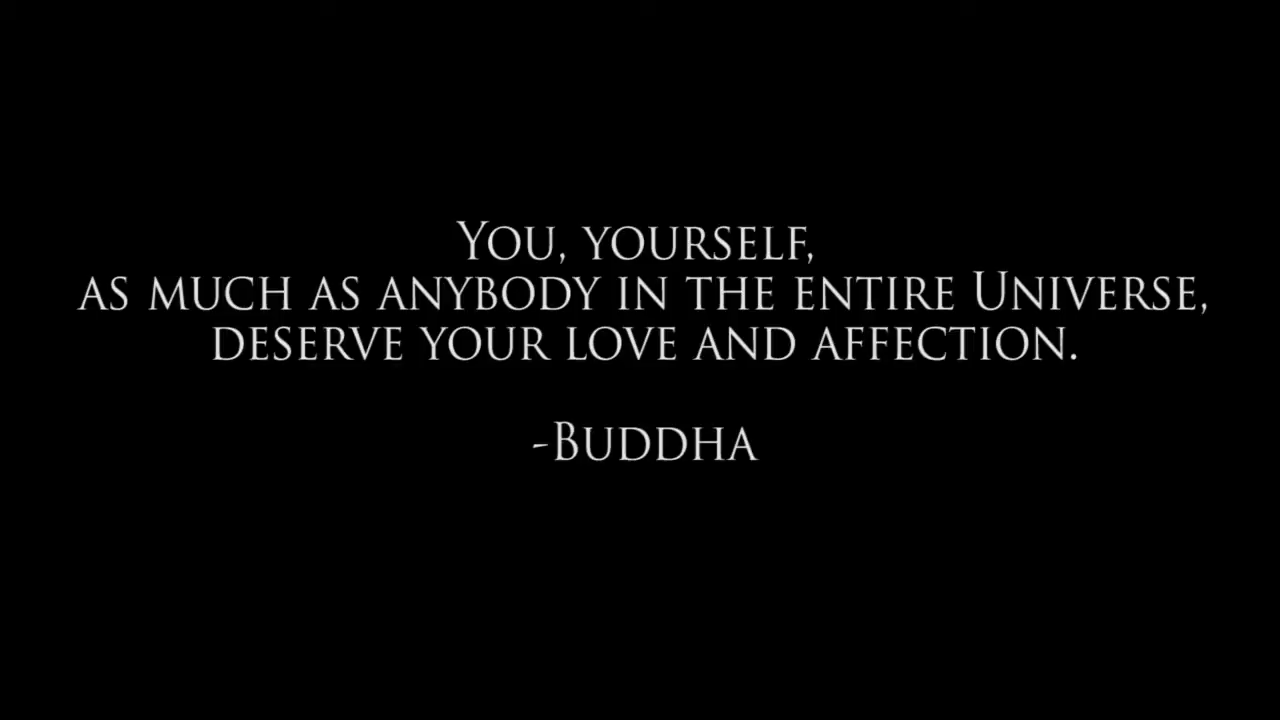 You, yourself,
as much as anybody in the entire Universe,
deserve your love and affection.
-Buddha